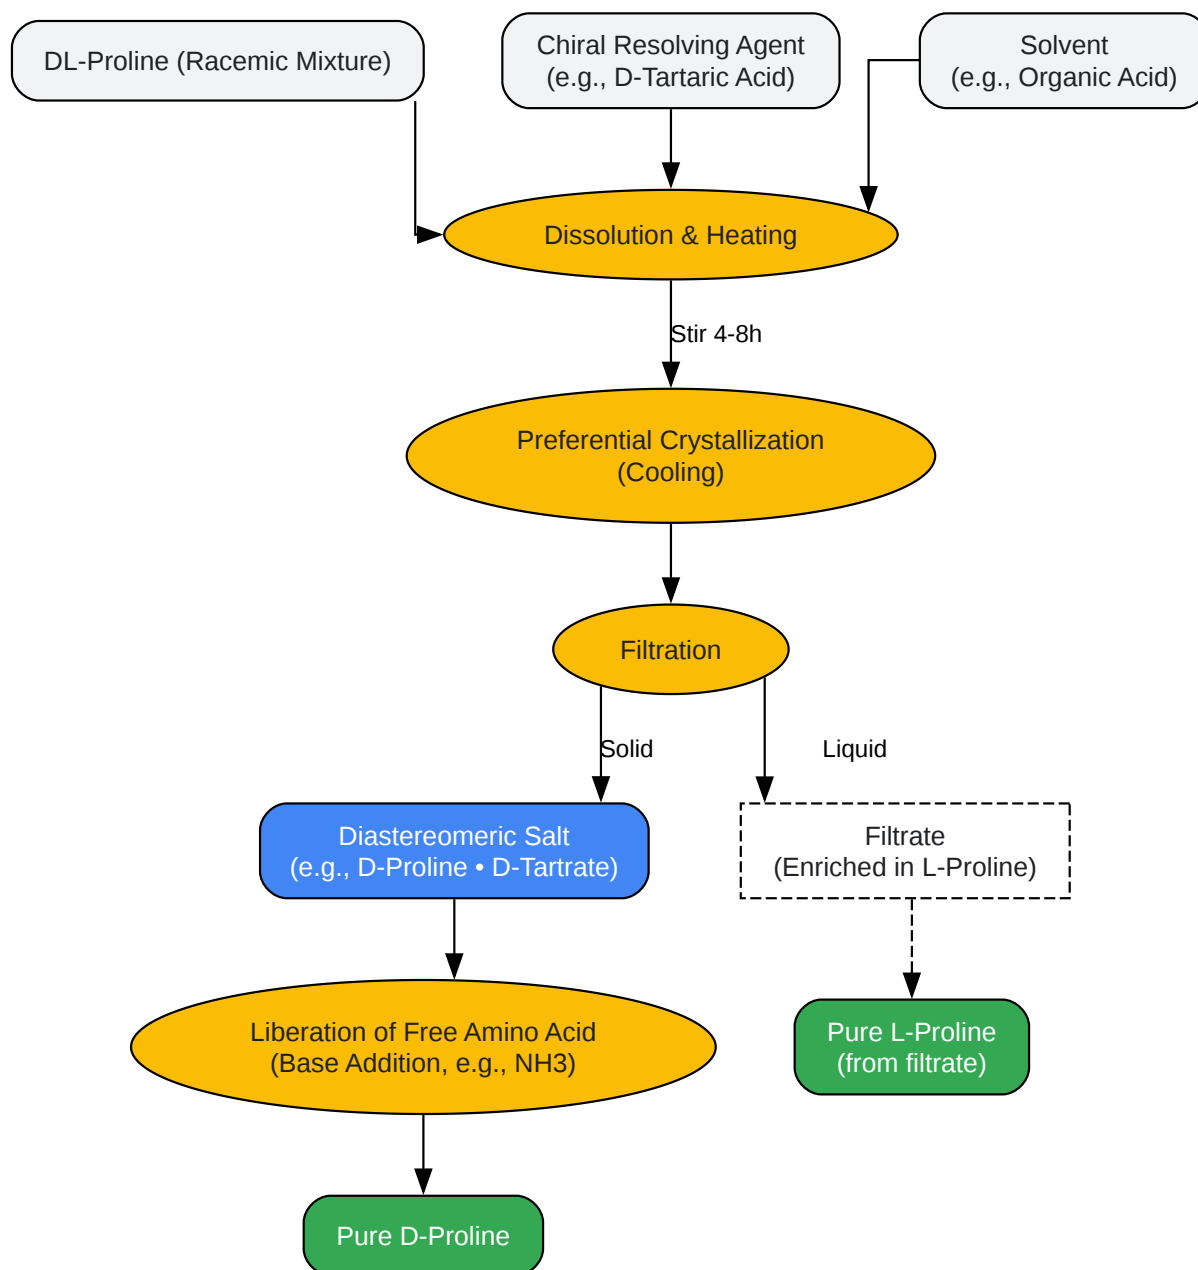 DL-Proline (Racemic Mixture)
Chiral Resolving Agent
(e.g., D-Tartaric Acid)
Solvent
(e.g., Organic Acid)
Dissolution & Heating
Stir 4-8h
Preferential Crystallization
(Cooling)
Filtration
Solid
Liquid
Diastereomeric Salt
(e.g., D-Proline • D-Tartrate)
Filtrate
(Enriched in L-Proline)
Liberation of Free Amino Acid
(Base Addition, e.g., NH3)
Pure L-Proline
(from filtrate)
Pure D-Proline